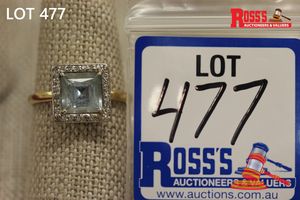 LOT 477
ROSS'S
AUCTIONEERS & VALUERS
LOT
477
ROSS'S
AUCTIONEERS & VALUERS
www.auctions.com.au